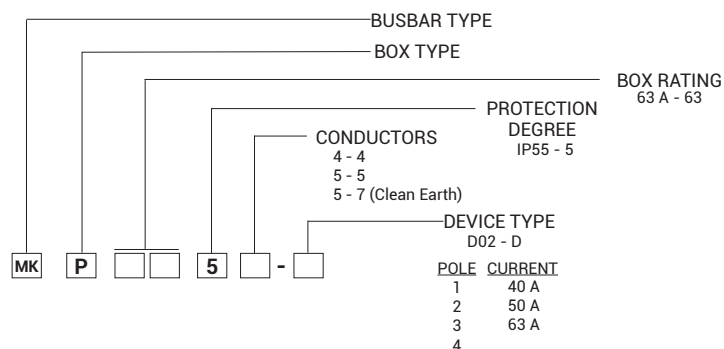 BUSBAR TYPE
BOX TYPE
BOX RATING
63 A - 63
PROTECTION
DEGREE
IP55 - 5
CONDUCTORS
4 - 4
5 - 5
5 - 7 (Clean Earth)
DEVICE TYPE
D02 - D
MK P 5 -
POLE CURRENT
1 40 A
2 50 A
3 63 A
4